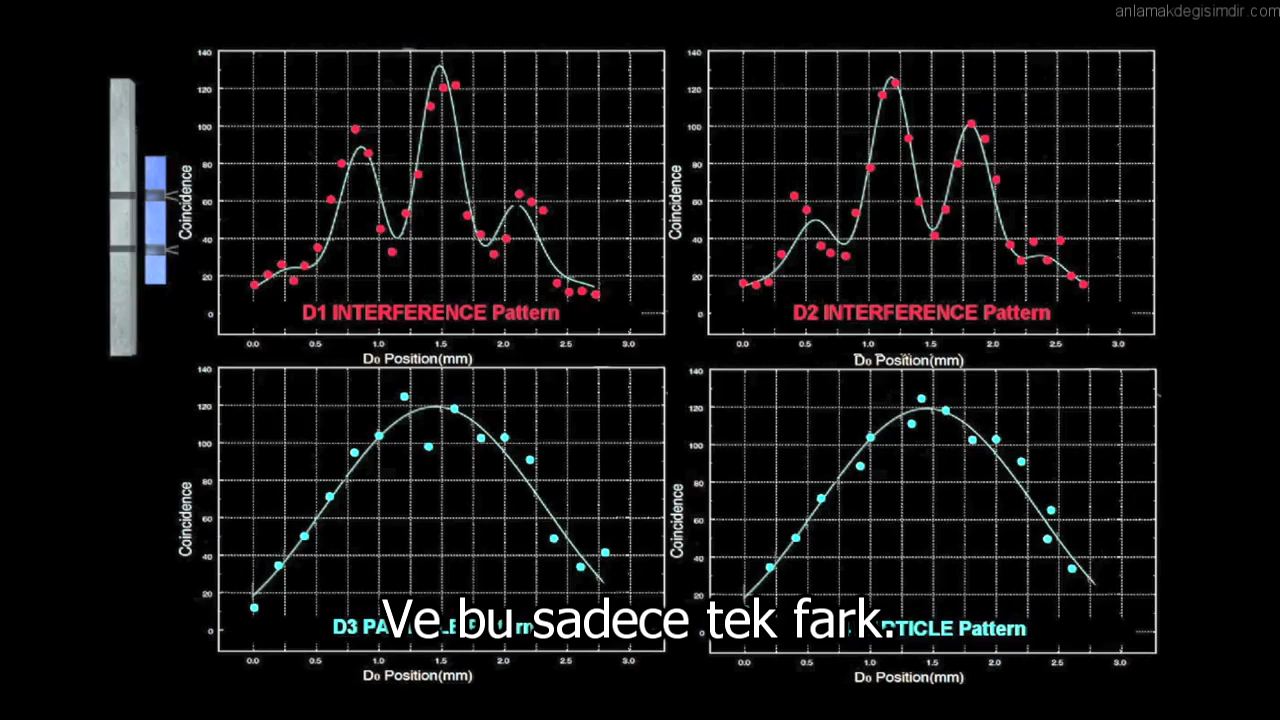 anlamakdegisimdir.com
140
120
100
80
60
40
20
0
Coincidence
D1 INTERFERENCE Pattern
0.0 0.5 1.0 1.5 2.0 2.5 3.0
D₀ Position(mm)
140
120
100
80
60
40
20
0
Coincidence
D2 INTERFERENCE Pattern
0.0 0.5 1.0 1.5 2.0 2.5 3.0
D₀ Position(mm)
140
120
100
80
60
40
20
0
Coincidence
D3
0.0 0.5 1.0 1.5 2.0 2.5 3.0
D₀ Position(mm)
140
120
100
80
60
40
20
0
Coincidence
Pattern
0.0 0.5 1.0 1.5 2.0 2.5 3.0
D₀ Position(mm)
Ve bu sadece tek fark.